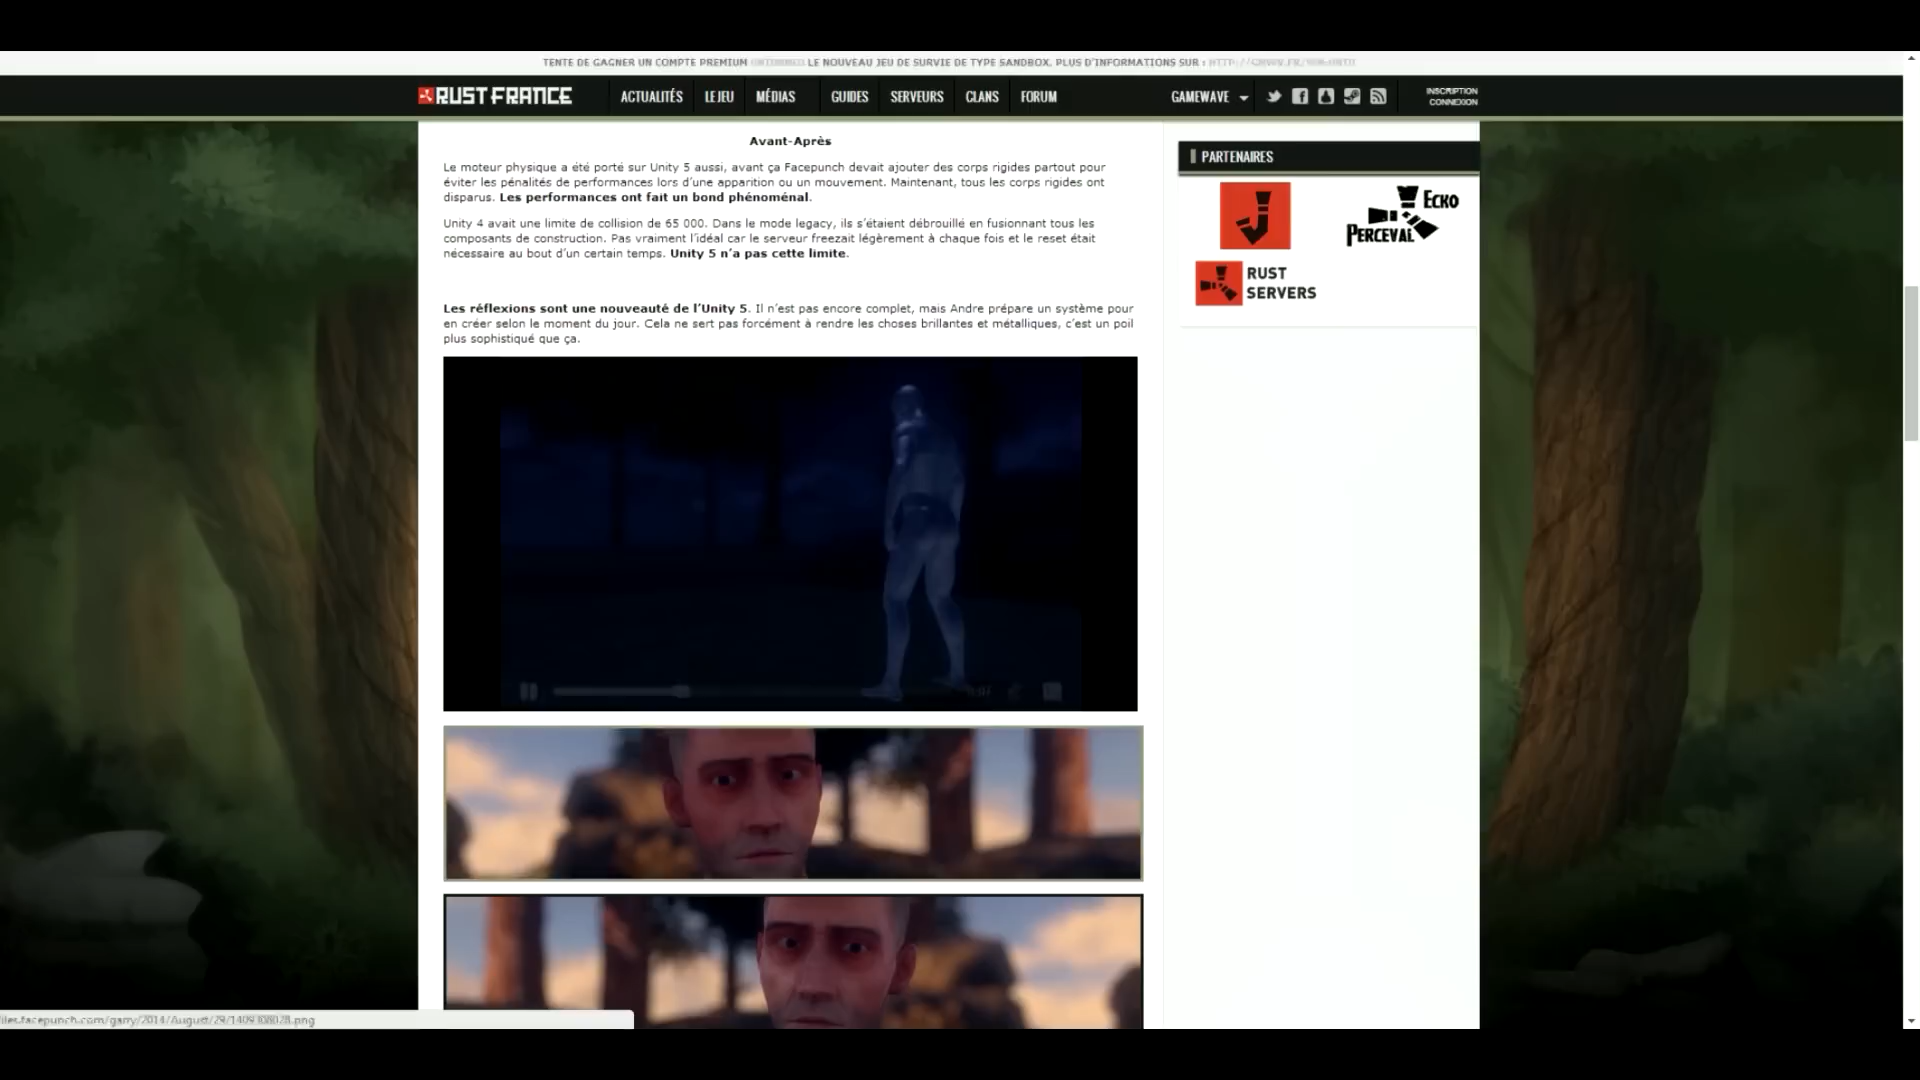 TENTE DE GAGNER UN COMPTE PREMIUM LE NOUVEAU JEU DE SURVIE DE TYPE SANDBOX, PLUS D'INFORMATIONS SUR :
RUST FRANCE
ACTUALITÉS LE JEU MÉDIAS GUIDES SERVEURS CLANS FORUM
GAMEWAVE
INSCRIPTION
CONNEXION
Avant-Après
Le moteur physique a été porté sur Unity 5 aussi, avant ça Facepunch devait ajouter des corps rigides partout pour
éviter les pénalités de performances lors d'une apparition ou un mouvement. Maintenant, tous les corps rigides ont
disparus. Les performances ont fait un bond phénoménal.
Unity 4 avait une limite de collision de 65 000. Dans le mode legacy, ils s'étaient débrouillé en fusionnant tous les
composants de construction. Pas vraiment l'idéal car le serveur freezait légèrement à chaque fois et le reset était
nécessaire au bout d'un certain temps. Unity 5 n'a pas cette limite.
Les réflexions sont une nouveauté de l'Unity 5. Il n'est pas encore complet, mais Andre prépare un système pour
en créer selon le moment du jour. Cela ne sert pas forcément à rendre les choses brillantes et métalliques, c'est un poil
plus sophistiqué que ça.
PARTENAIRES
J
ECKO
PERCEVAL
RUST
SERVERS